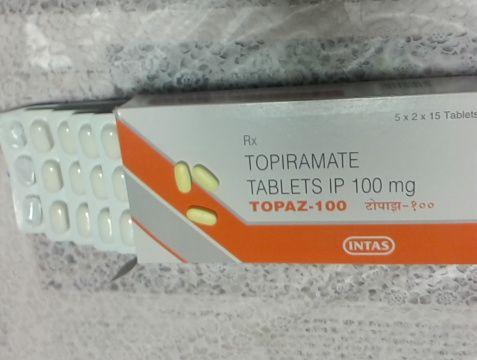 5 x 2 x 15 Tablets
Rx
TOPIRAMATE
TABLETS IP 100 mg
TOPAZ-100 टोपाझ-१००
INTAS